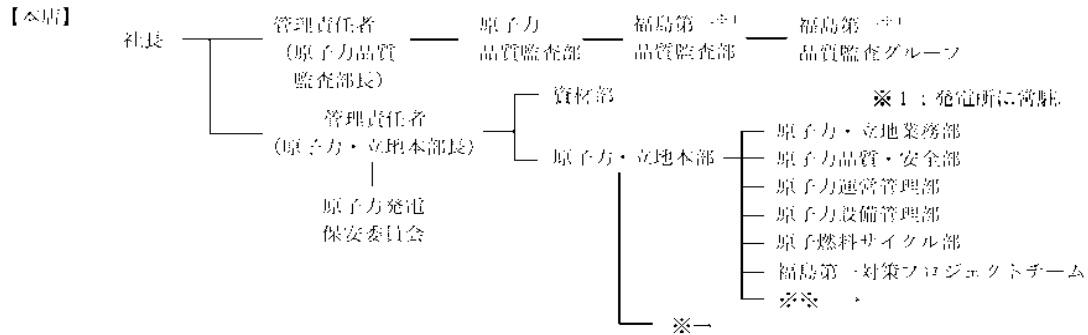 【本店】
社長
管理責任者
(原子力品質
監査部長)
原子力
品質監査部
福島第一※1
品質監査部
福島第一※1
品質監査グループ
※1:発電所に常駐
管理責任者
(原子力・立地本部長)
原子力発電
保安委員会
資材部
原子力・立地本部
原子力・立地業務部
原子力品質・安全部
原子力運営管理部
原子力設備管理部
原子燃料サイクル部
福島第一対策プロジェクトチーム
※※→
※→